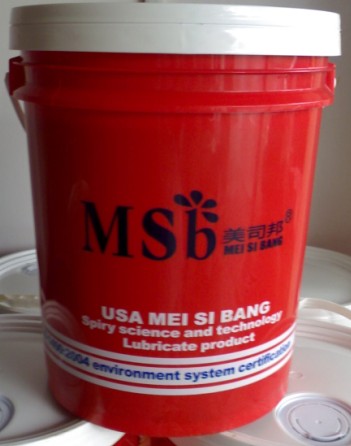 MSb 美司邦®
MEI SI BANG
USA MEI SI BANG
Spiry science and technology
Lubricate product
2004 environment system certification